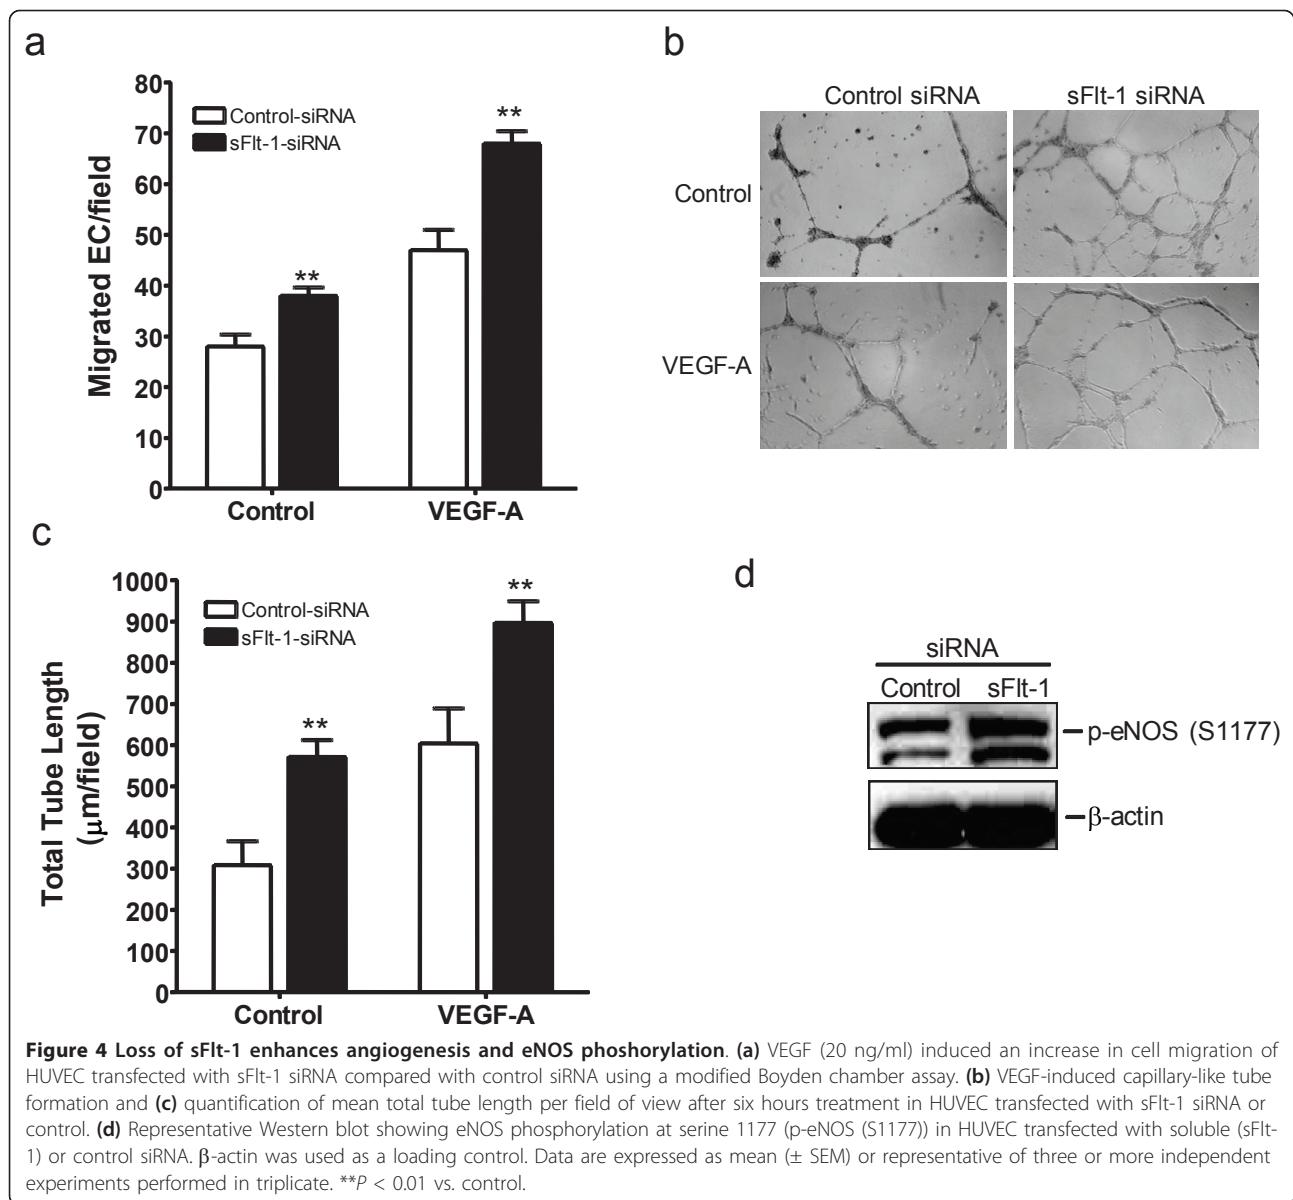 a
80
70
60
50
40
30
20
10
0
Migrated EC/field
Control-siRNA
sFlt-1-siRNA
**
**
Control
VEGF-A
b
Control siRNA
sFlt-1 siRNA
Control
VEGF-A
c
1000
900
800
700
600
500
400
300
200
100
0
Total Tube Length
(μm/field)
Control-siRNA
sFlt-1-siRNA
**
**
Control
VEGF-A
d
siRNA
Control sFlt-1
p-eNOS (S1177)
β-actin
Figure 4 Loss of sFlt-1 enhances angiogenesis and eNOS phoshorylation. (a) VEGF (20 ng/ml) induced an increase in cell migration of
HUVEC transfected with sFlt-1 siRNA compared with control siRNA using a modified Boyden chamber assay. (b) VEGF-induced capillary-like tube
formation and (c) quantification of mean total tube length per field of view after six hours treatment in HUVEC transfected with sFlt-1 siRNA or
control. (d) Representative Western blot showing eNOS phosphorylation at serine 1177 (p-eNOS (S1177)) in HUVEC transfected with soluble (sFlt-
1) or control siRNA. β-actin was used as a loading control. Data are expressed as mean (± SEM) or representative of three or more independent
experiments performed in triplicate. **P < 0.01 vs. control.